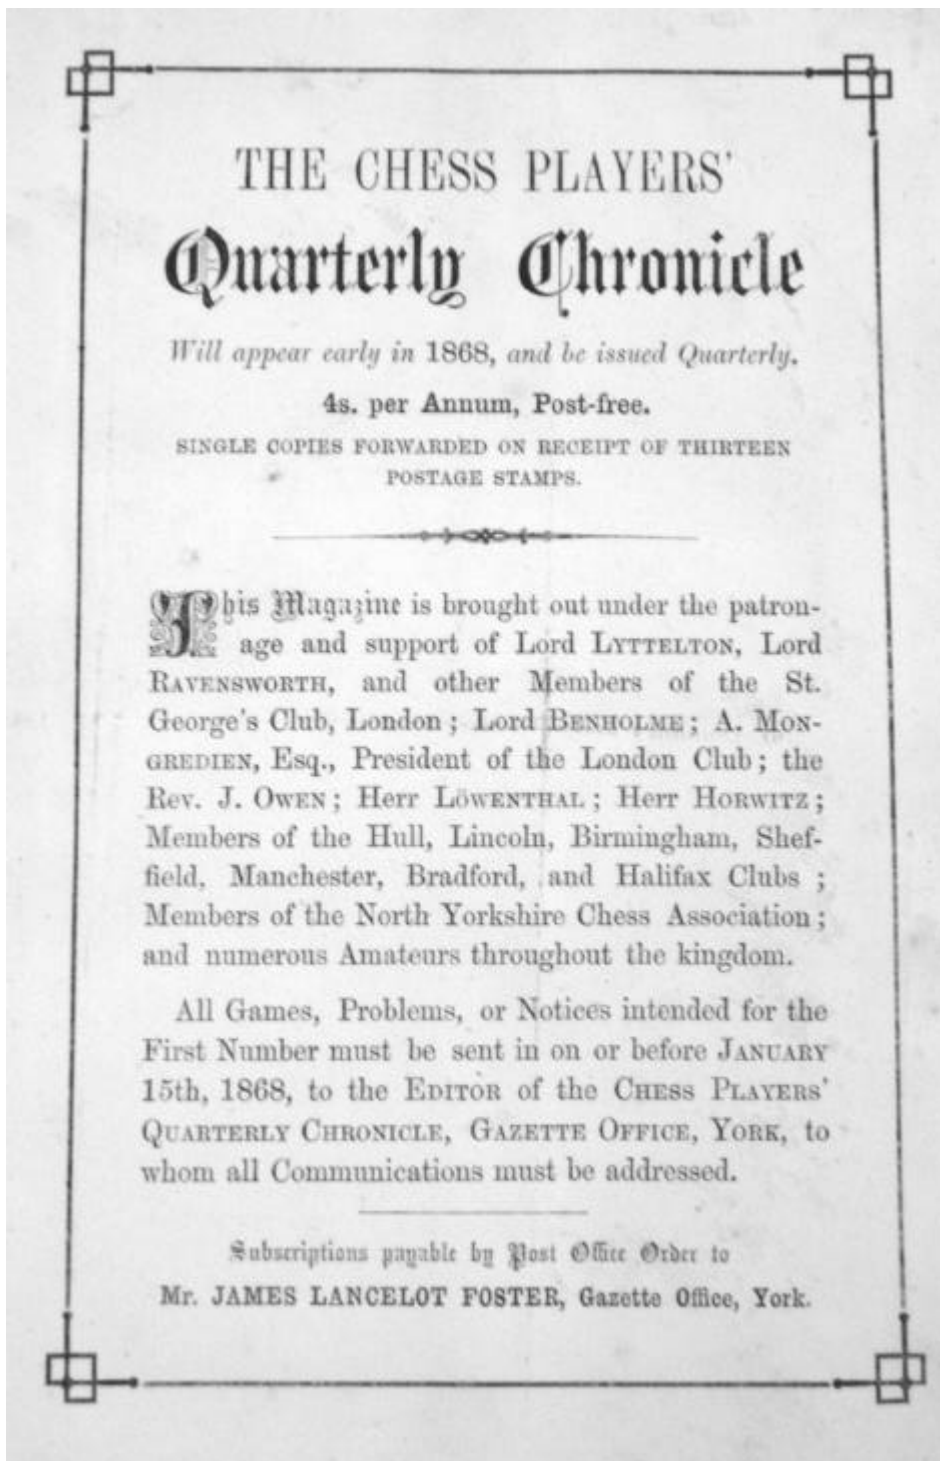 THE CHESS PLAYERS'
Quarterly Chronicle
Will appear early in 1868, and be issued Quarterly.
4s. per Annum, Post-free.
SINGLE COPIES FORWARDED ON RECEIPT OF THIRTEEN
POSTAGE STAMPS.
This Magazine is brought out under the patron-
age and support of Lord LYTTELTON, Lord
RAVENSWORTH, and other Members of the St.
George's Club, London; Lord BENHOLME; A. MON-
GREDIEN, Esq., President of the London Club; the
Rev. J. OWEN; Herr LÖWENTHAL; Herr HORWITZ;
Members of the Hull, Lincoln, Birmingham, Shef-
field, Manchester, Bradford, and Halifax Clubs;
Members of the North Yorkshire Chess Association;
and numerous Amateurs throughout the kingdom.
All Games, Problems, or Notices intended for the
First Number must be sent in on or before JANUARY
15th, 1868, to the EDITOR of the CHESS PLAYERS'
QUARTERLY CHRONICLE, GAZETTE OFFICE, YORK, to
whom all Communications must be addressed.
Subscriptions payable by Post Office Order to
Mr. JAMES LANCELOT FOSTER, Gazette Office, York.